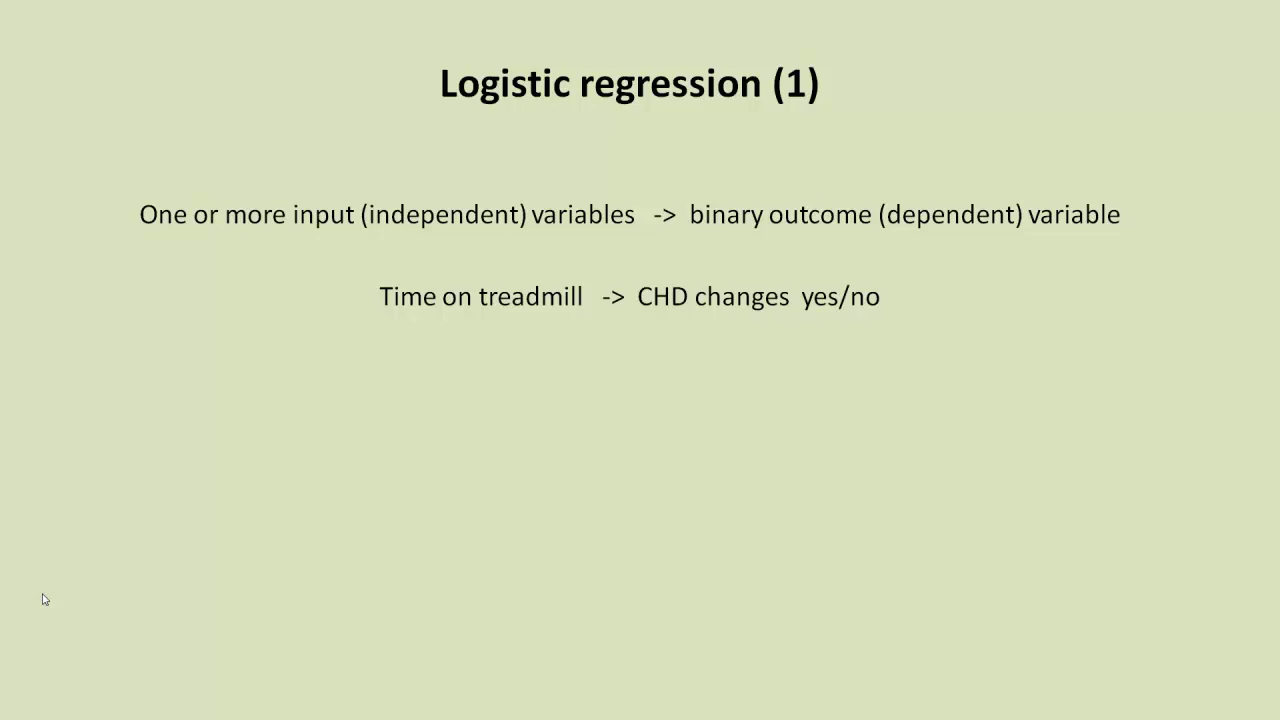 Logistic regression (1)
One or more input (independent) variables -> binary outcome (dependent) variable
Time on treadmill -> CHD changes yes/no